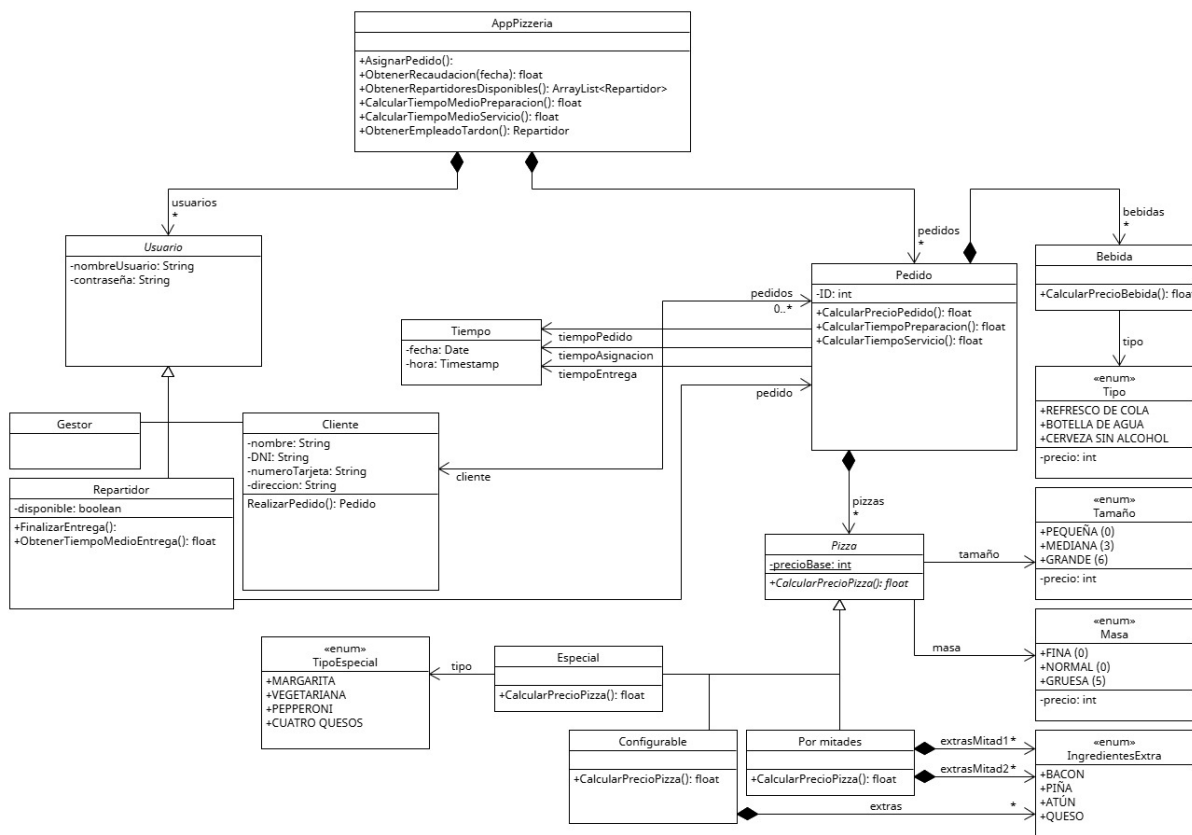 AppPizzeria
+AsignarPedido():
+ObtenerRecaudacion(fecha): float
+ObtenerRepartidoresDisponibles(): ArrayList<Repartidor>
+CalcularTiempoMedioPreparacion(): float
+CalcularTiempoMedioServicio(): float
+ObtenerEmpleadoTardon(): Repartidor
usuarios
*
pedidos
*
bebidas
*
Usuario
-nombreUsuario: String
-contraseña: String
Pedido
-ID: int
+CalcularPrecioPedido(): float
+CalcularTiempoPreparacion(): float
+CalcularTiempoServicio(): float
Bebida
+CalcularPrecioBebida(): float
pedidos
0..*
Tiempo
-fecha: Date
-hora: Timestamp
tiempoPedido
tiempoAsignacion
tiempoEntrega
pedido
tipo
«enum»
Tipo
+REFRESCO DE COLA
+BOTELLA DE AGUA
+CERVEZA SIN ALCOHOL
-precio: int
Gestor
Cliente
-nombre: String
-DNI: String
-numeroTarjeta: String
-direccion: String
RealizarPedido(): Pedido
cliente
Repartidor
-disponible: boolean
+FinalizarEntrega():
+ObtenerTiempoMedioEntrega(): float
pizzas
*
Pizza
-precioBase: int
+CalcularPrecioPizza(): float
tamaño
«enum»
Tamaño
+PEQUEÑA (0)
+MEDIANA (3)
+GRANDE (6)
-precio: int
masa
«enum»
Masa
+FINA (0)
+NORMAL (0)
+GRUESA (5)
-precio: int
«enum»
TipoEspecial
+MARGARITA
+VEGETARIANA
+PEPPERONI
+CUATRO QUESOS
tipo
Especial
+CalcularPrecioPizza(): float
Configurable
+CalcularPrecioPizza(): float
Por mitades
+CalcularPrecioPizza(): float
extrasMitad1*
extrasMitad2*
extras
*
«enum»
IngredientesExtra
+BACON
+PIÑA
+ATÚN
+QUESO